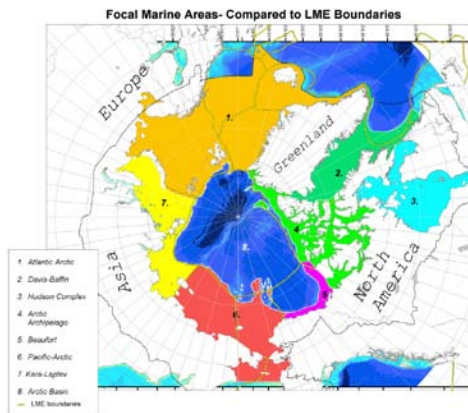 Focal Marine Areas- Compared to LME Boundaries
Europe
1.
Greenland
2.
3.
7.
4.
8.
Asia
North
America
5.
6.
1. Atlantic Arctic
2. Davis-Baffin
3. Hudson Complex
4. Arctic
Archipelago
5. Beaufort
6. Pacific-Arctic
7. Kara-Laptev
8. Arctic Basin
LME boundaries